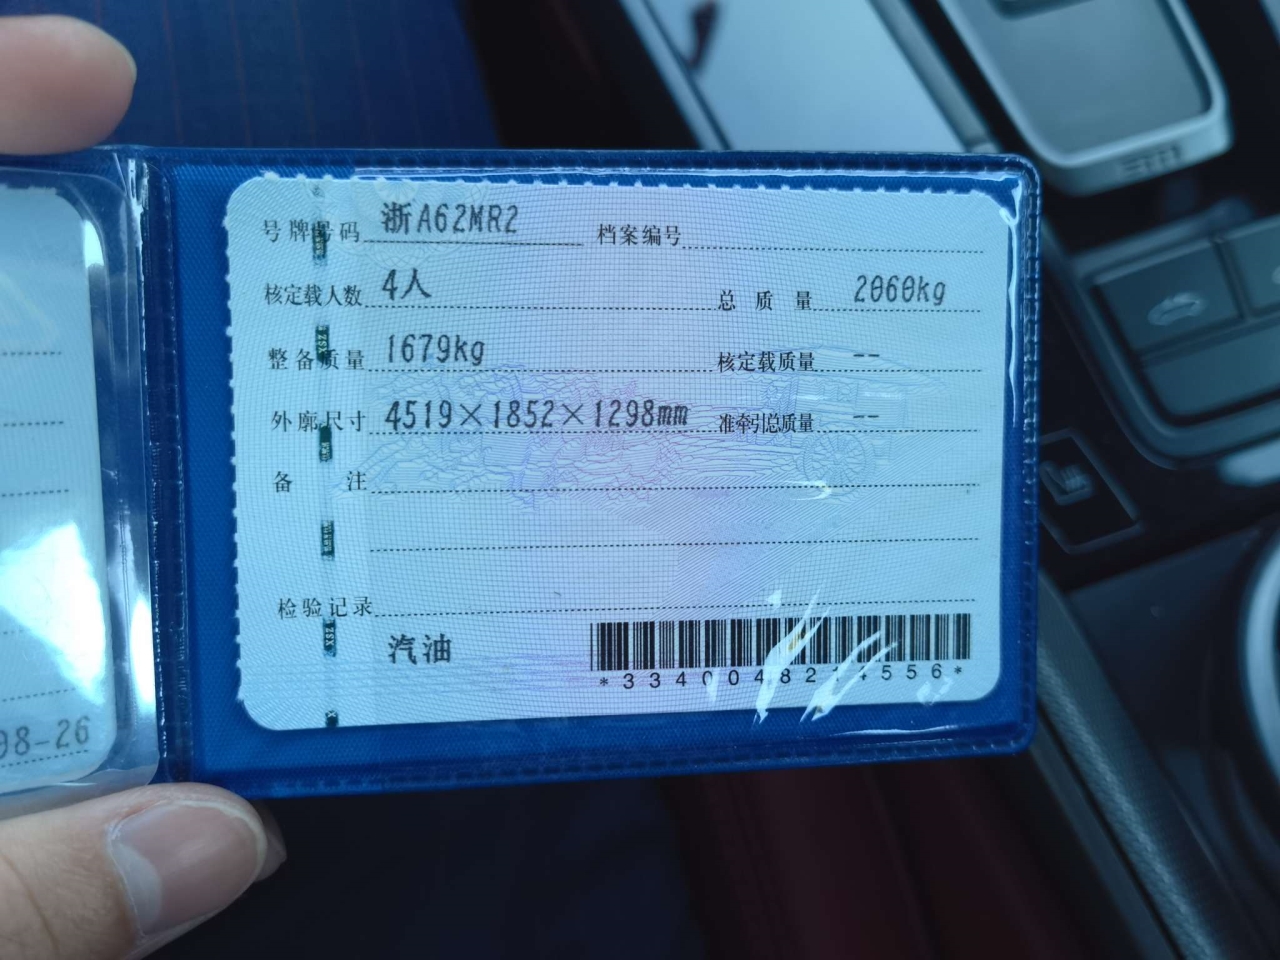 号牌号码 浙A62MR2 档案编号
核定载人数 4人 总质量 2060kg
整备质量 1679kg 核定载质量 --
外廓尺寸 4519×1852×1298mm 准牵引总质量 --
备注
检验记录
汽油
*3340048214556*
08-26